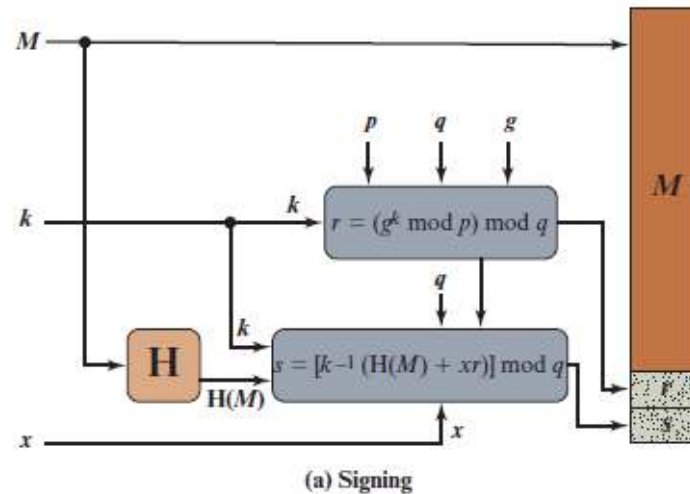 M
p q g
M
k k r = (g^k mod p) mod q
q
k
H s = [k^-1 (H(M) + xr)] mod q
H(M)
r
s
x x
(a) Signing